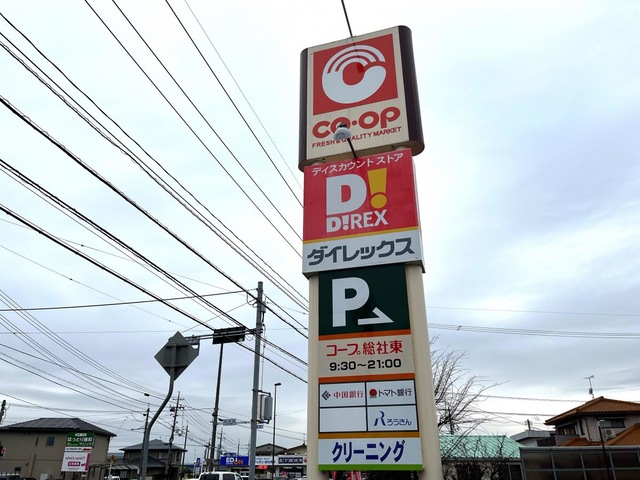 CO·OP
FRESH & QUALITY MARKET
ディスカウント ストア
D!
D!REX
ダイレックス
P
コープ総社東
9:30～21:00
中国銀行
トマト銀行
ろうきん
クリーニング